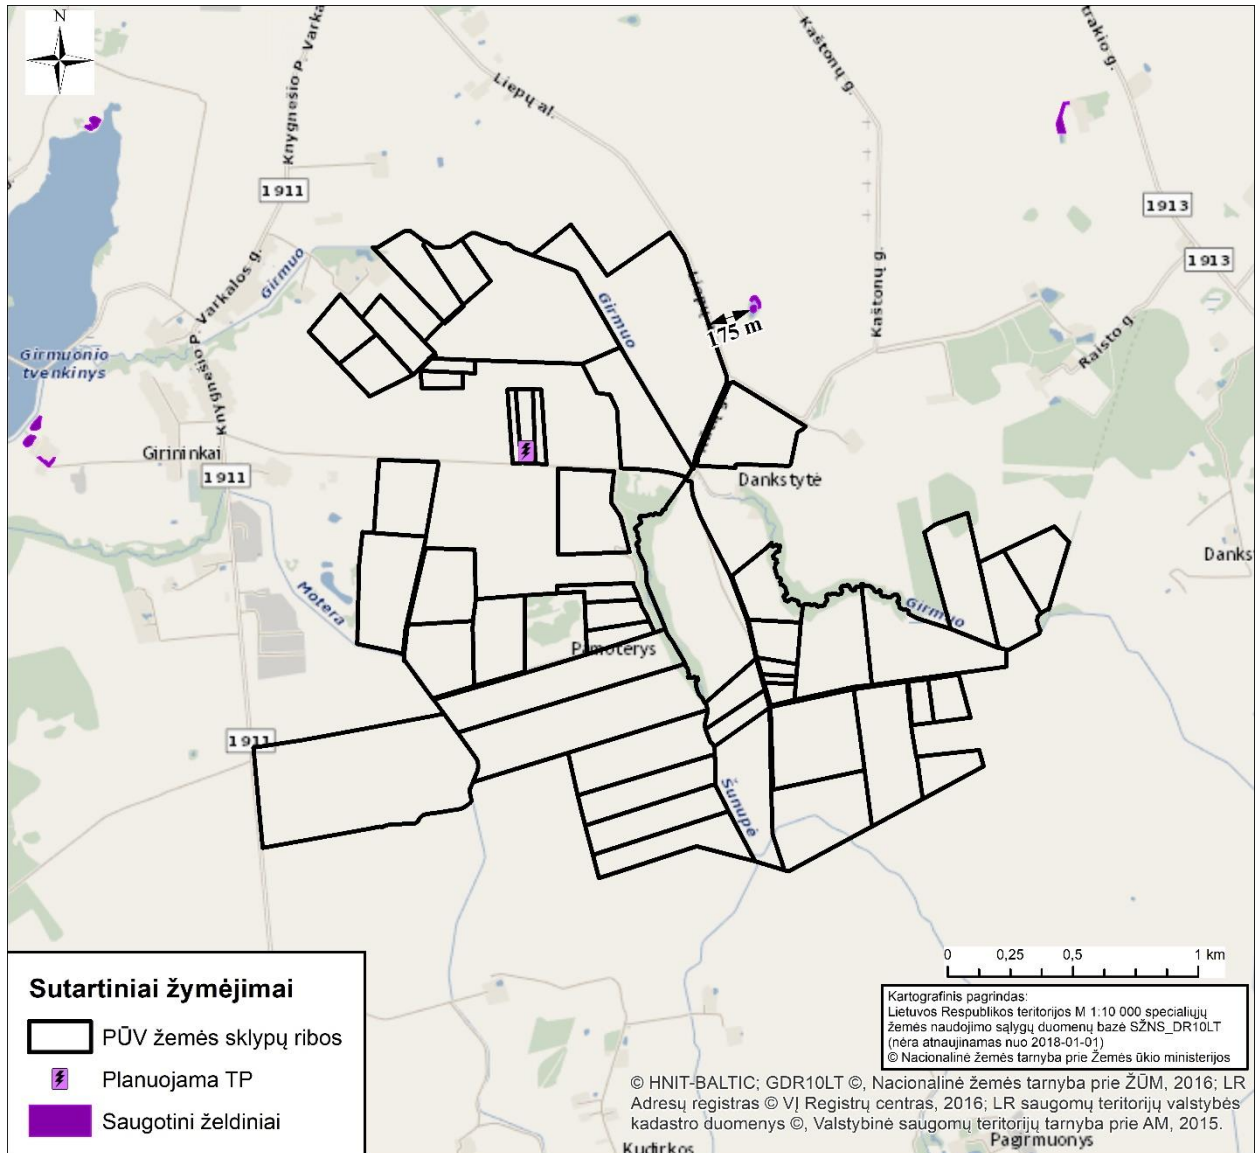 N
Knygnešio P. Varka
Liepų al.
Kaštonų g.
trakio g.
1911
1913
1913
Knygnešio P. Varkalos g.
Girmuo
Girmuo
Liepų
175 m
Kaštonų g.
Raisto g.
Girmuonio
tvenkinys
Girininkai
1911
Dankstytė
Danks
Motera
Girmuo
Pamoterys
1911
Šunupė
Sutartiniai žymėjimai
PŪV žemės sklypų ribos
Planuojama TP
Saugotini želdiniai
0 0,25 0,5 1 km
Kartografinis pagrindas:
Lietuvos Respublikos teritorijos M 1:10 000 specialiųjų
žemės naudojimo sąlygų duomenų bazė SŽNS_DR10LT
(nėra atnaujinamas nuo 2018-01-01)
© Nacionalinė žemės tarnyba prie Žemės ūkio ministerijos
© HNIT-BALTIC; GDR10LT ©, Nacionalinė žemės tarnyba prie ŽŪM, 2016; LR
Adresų registras © VĮ Registrų centras, 2016; LR saugomų teritorijų valstybės
kadastro duomenys ©, Valstybinė saugomų teritorijų tarnyba prie AM, 2015.
Kudirkos
Pagirmuonys